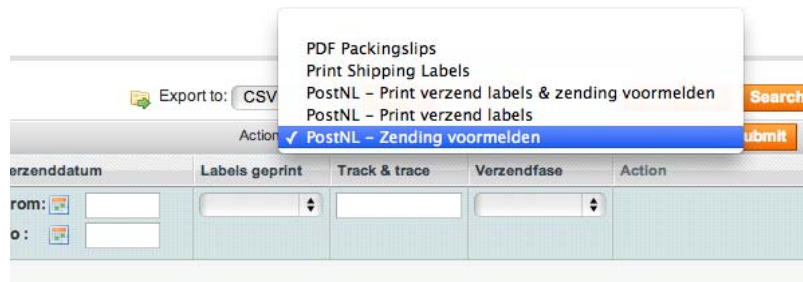 PDF Packingslips
Print Shipping Labels
Export to: CSV PostNL – Print verzend labels & zending voormelden Search
PostNL – Print verzend labels
Action ✓ PostNL – Zending voormelden ubmit
erzenddatum Labels geprint Track & trace Verzendfase Action
rom:
o :